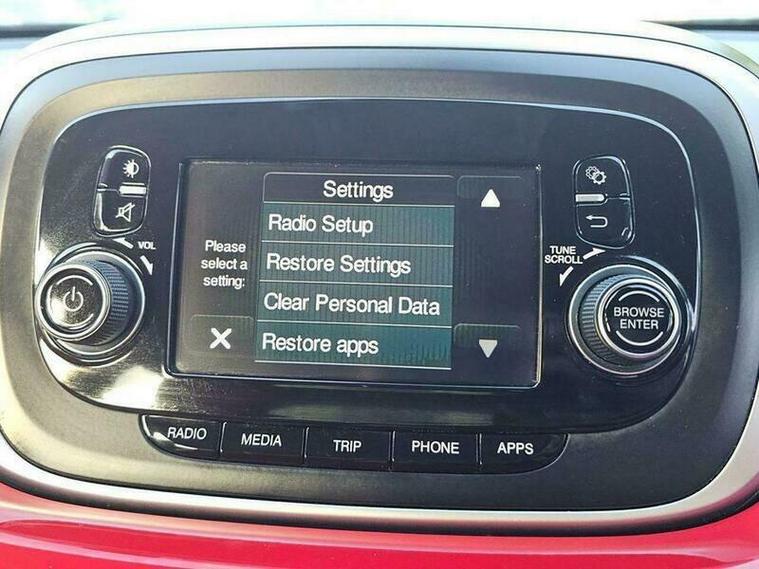 Settings
Radio Setup
Please
select a
setting:
Restore Settings
Clear Personal Data
Restore apps
VOL
TUNE
SCROLL
BROWSE
ENTER
RADIO
MEDIA
TRIP
PHONE
APPS